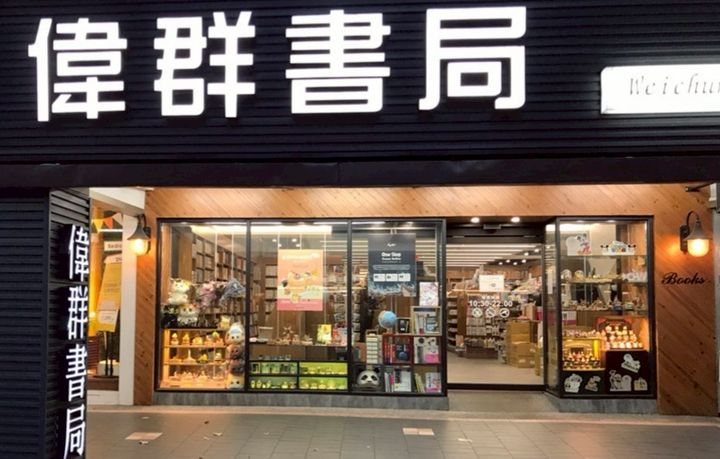 偉群書局
Weichun
One Stop
10:30-22:00
Books
偉群書局